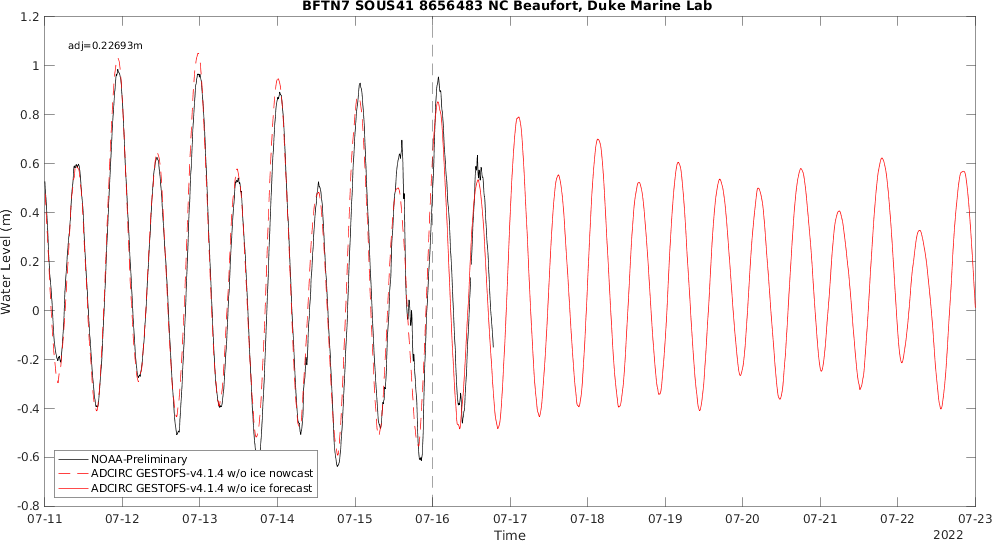 BFTN7 SOUS41 8656483 NC Beaufort, Duke Marine Lab
1.2
adj=0.22693m
1
0.8
0.6
0.4
0.2
0
-0.2
-0.4
-0.6
-0.8
Water Level (m)
NOAA-Preliminary
ADCIRC GESTOFS-v4.1.4 w/o ice nowcast
ADCIRC GESTOFS-v4.1.4 w/o ice forecast
07-11 07-12 07-13 07-14 07-15 07-16 07-17 07-18 07-19 07-20 07-21 07-22 07-23
Time
2022